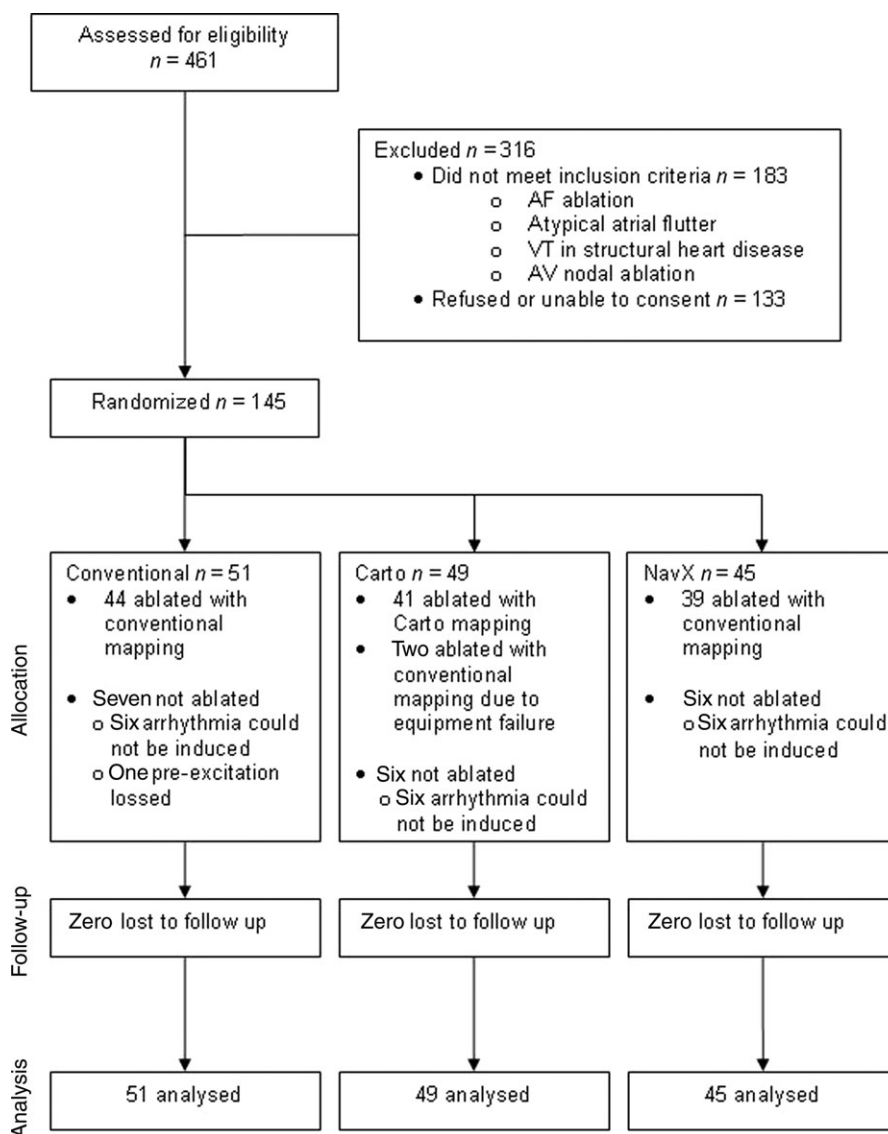 Assessed for eligibility
n = 461
Excluded n = 316
• Did not meet inclusion criteria n = 183
o AF ablation
o Atypical atrial flutter
o VT in structural heart disease
o AV nodal ablation
• Refused or unable to consent n = 133
Randomized n = 145
Allocation
Conventional n = 51
• 44 ablated with
conventional
mapping
• Seven not ablated
o Six arrhythmia could
not be induced
o One pre-excitation
lossed
Carto n = 49
• 41 ablated with
Carto mapping
• Two ablated with
conventional
mapping due to
equipment failure
• Six not ablated
o Six arrhythmia could
not be induced
NavX n = 45
• 39 ablated with
conventional
mapping
• Six not ablated
o Six arrhythmia could
not be induced
Follow-up
Zero lost to follow up
Zero lost to follow up
Zero lost to follow up
Analysis
51 analysed
49 analysed
45 analysed